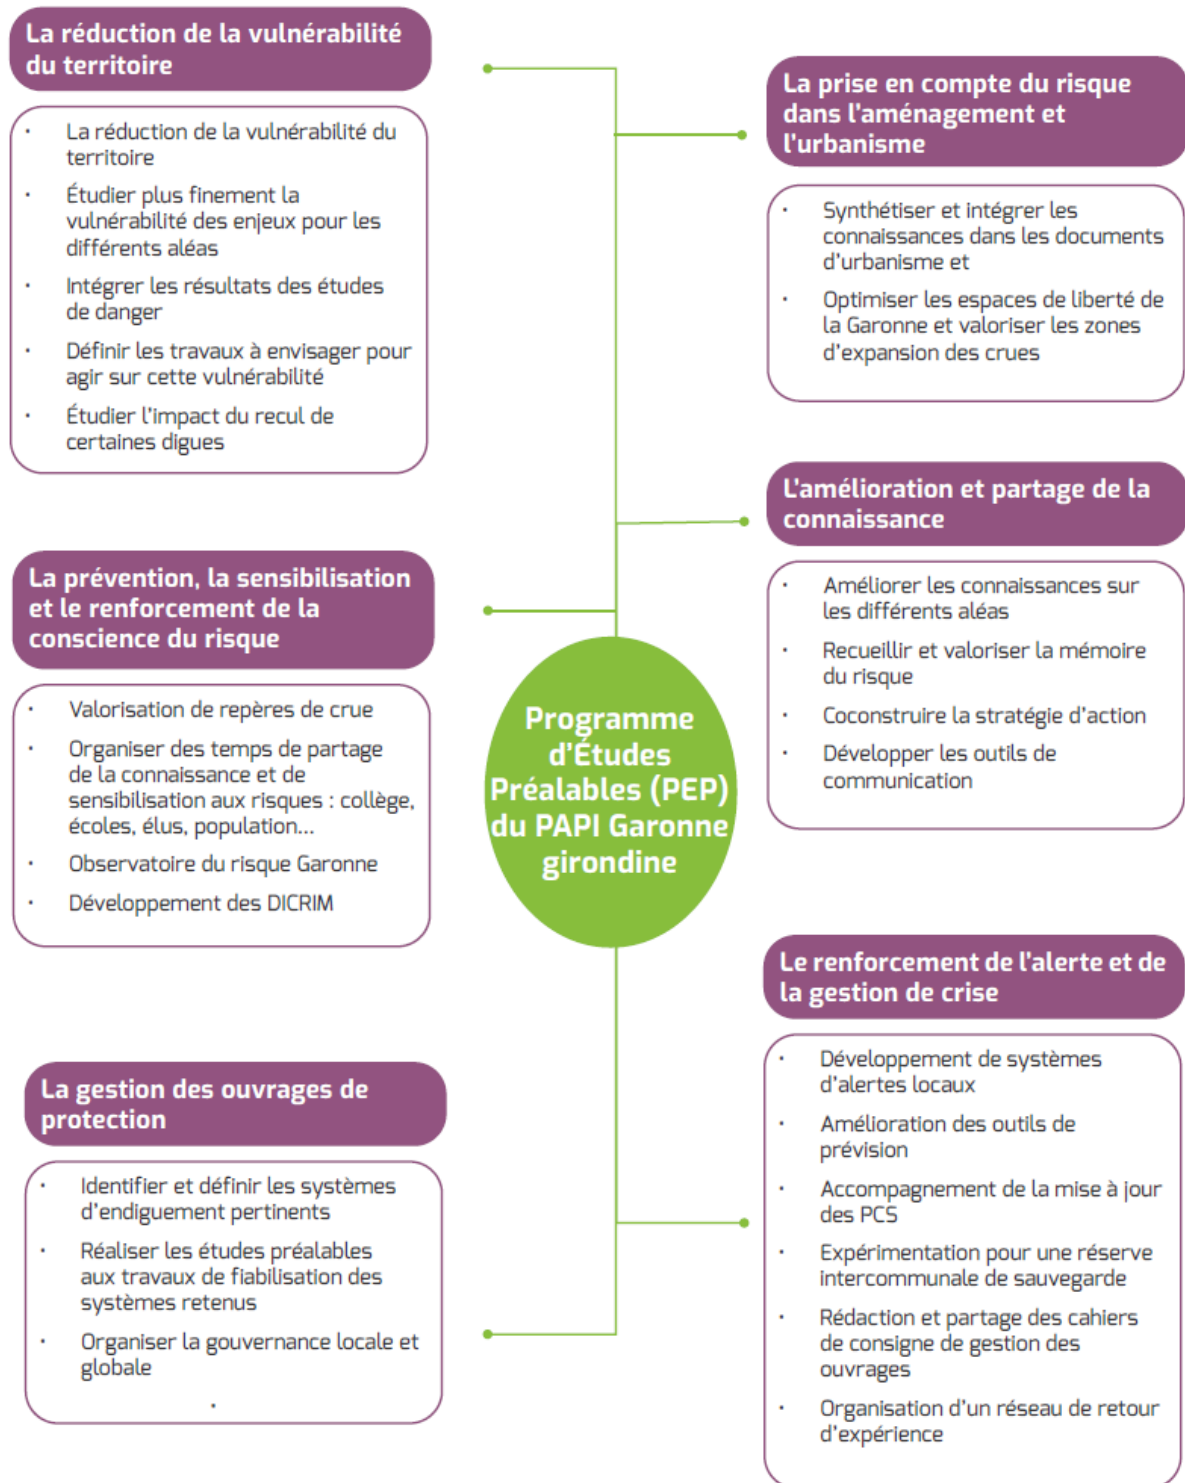 La réduction de la vulnérabilité
du territoire
· La réduction de la vulnérabilité du
territoire
· Étudier plus finement la
vulnérabilité des enjeux pour les
différents aléas
· Intégrer les résultats des études
de danger
· Définir les travaux à envisager pour
agir sur cette vulnérabilité
· Étudier l'impact du recul de
certaines digues
La prise en compte du risque
dans l'aménagement et
l'urbanisme
· Synthétiser et intégrer les
connaissances dans les documents
d'urbanisme et
· Optimiser les espaces de liberté de
la Garonne et valoriser les zones
d'expansion des crues
L'amélioration et partage de la
connaissance
· Améliorer les connaissances sur
les différents aléas
· Recueillir et valoriser la mémoire
du risque
· Coconstruire la stratégie d'action
· Développer les outils de
communication
La prévention, la sensibilisation
et le renforcement de la
conscience du risque
· Valorisation de repères de crue
· Organiser des temps de partage
de la connaissance et de
sensibilisation aux risques : collège,
écoles, élus, population...
· Observatoire du risque Garonne
· Développement des DICRIM
Programme
d'Études
Préalables (PEP)
du PAPI Garonne
girondine
Le renforcement de l'alerte et de
la gestion de crise
· Développement de systèmes
d'alertes locaux
· Amélioration des outils de
prévision
· Accompagnement de la mise à jour
des PCS
· Expérimentation pour une réserve
intercommunale de sauvegarde
· Rédaction et partage des cahiers
de consigne de gestion des
ouvrages
· Organisation d'un réseau de retour
d'expérience
La gestion des ouvrages de
protection
· Identifier et définir les systèmes
d'endiguement pertinents
· Réaliser les études préalables
aux travaux de fiabilisation des
systèmes retenus
· Organiser la gouvernance locale et
globale
·